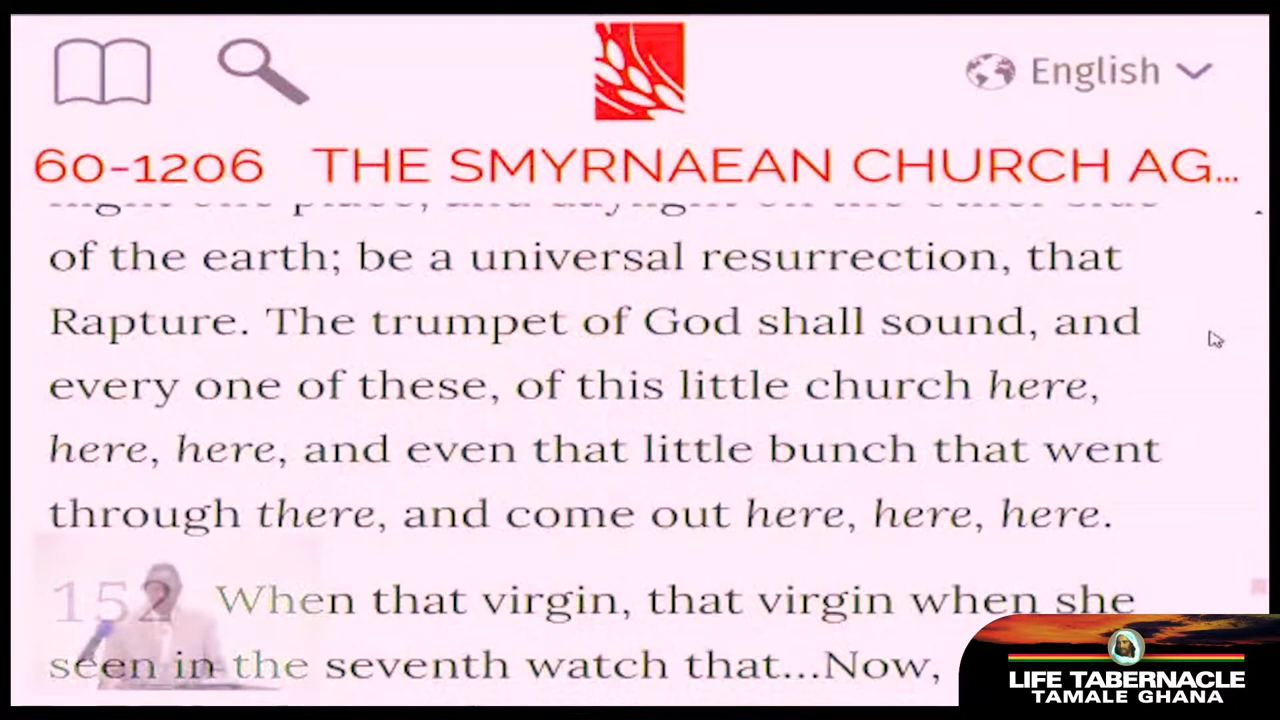 English
60-1206 THE SMYRNAEAN CHURCH AG...
of the earth; be a universal resurrection, that
Rapture. The trumpet of God shall sound, and
every one of these, of this little church here,
here, here, and even that little bunch that went
through there, and come out here, here, here.
152 When that virgin, that virgin when she
seen in the seventh watch that...Now,
LIFE TABERNACLE
TAMALE GHANA